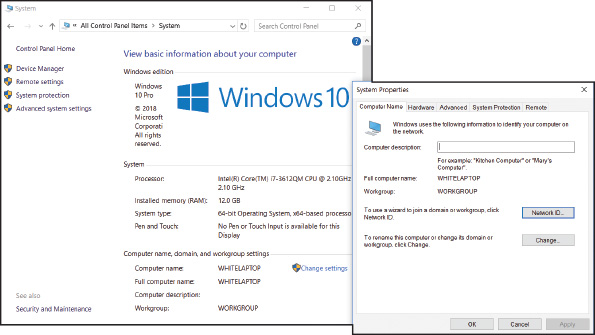 System
All Control Panel Items > System
Search Control Panel
Control Panel Home
Device Manager
Remote settings
System protection
Advanced system settings
See also
Security and Maintenance
View basic information about your computer
Windows edition
Windows
10 Pro
© 2018
Microsoft
Corporati
All rights
reserved.
Windows 10
System
Processor: Intel(R) Core(TM) i7-3612QM CPU @ 2.10GHz
2.10 GHz
Installed memory (RAM): 12.0 GB
System type: 64-bit Operating System, x64-based processo
Pen and Touch: No Pen or Touch Input is available for this
Display
Computer name, domain, and workgroup settings
Computer name: WHITELAPTOP
Change settings
Full computer name: WHITELAPTOP
Computer description:
Workgroup: WORKGROUP
System Properties
Computer Name Hardware Advanced System Protection Remote
Windows uses the following information to identify your computer
on the network.
Computer description:
For example: "Kitchen Computer" or "Mary's
Computer".
Full computer name: WHITELAPTOP
Workgroup: WORKGROUP
To use a wizard to join a domain or workgroup, click
Network ID.
Network ID...
To rename this computer or change its domain or
workgroup, click Change.
Change...
OK Cancel Apply